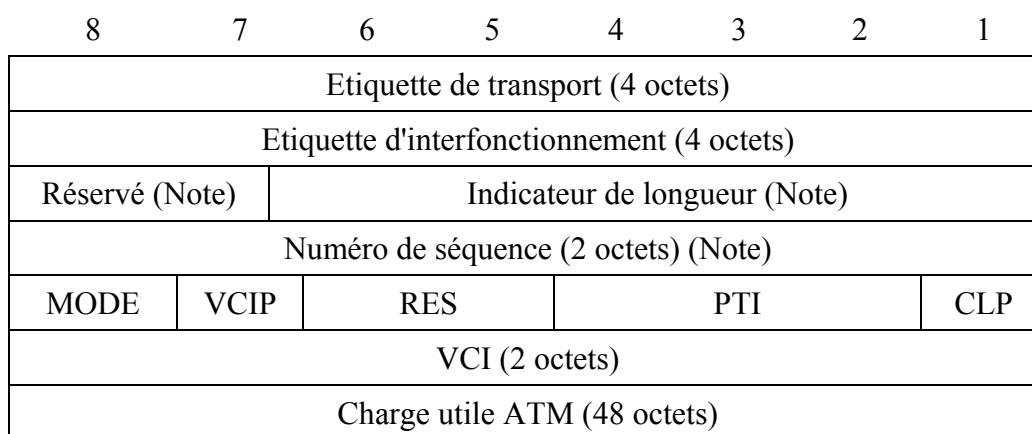 8 7 6 5 4 3 2 1
Etiquette de transport (4 octets)
Etiquette d'interfonctionnement (4 octets)
Réservé (Note) Indicateur de longueur (Note)
Numéro de séquence (2 octets) (Note)
MODE VCIP RES PTI CLP
VCI (2 octets)
Charge utile ATM (48 octets)